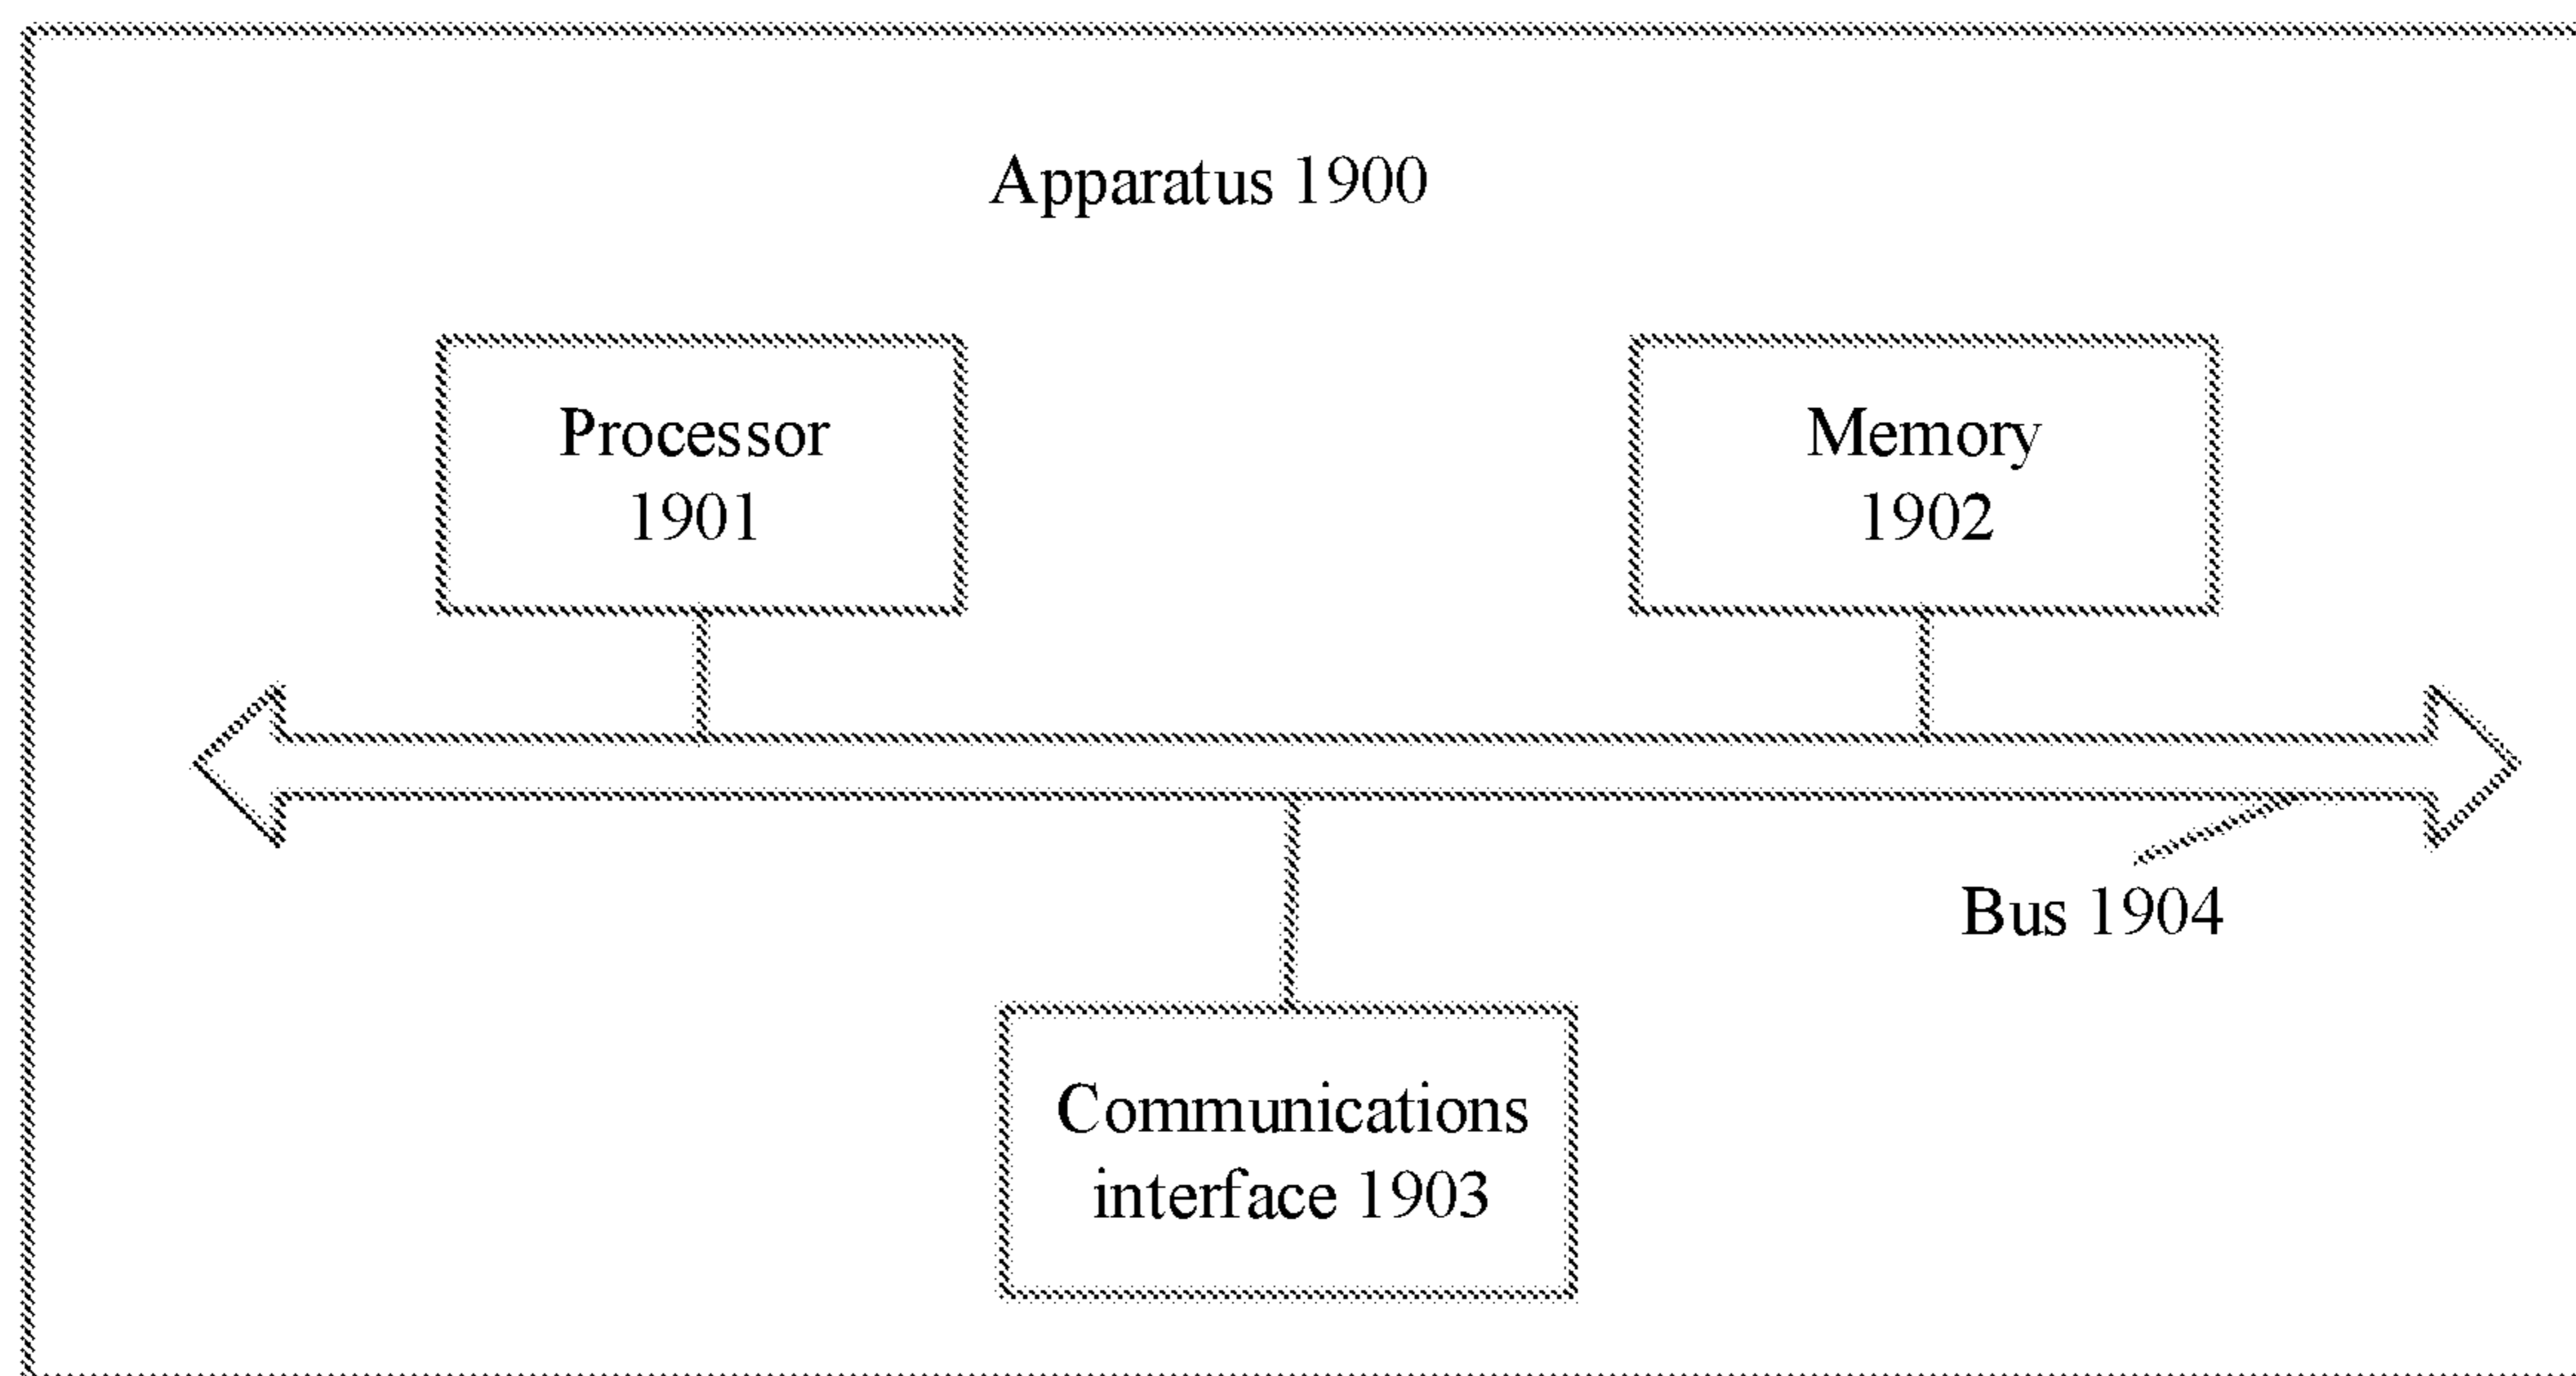 Apparatus 1900
Processor
1901
Memory
1902
Bus 1904
Communications
interface 1903